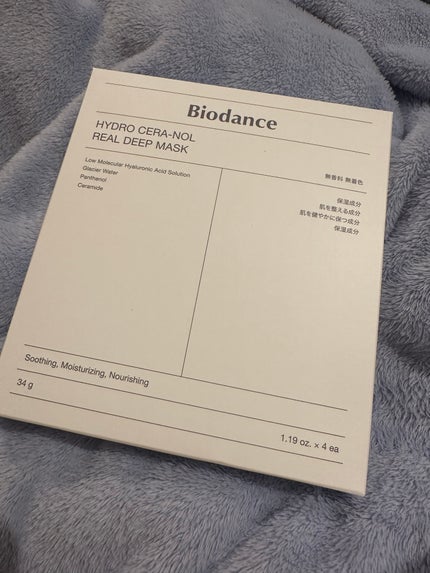 Biodance
HYDRO CERA-NOL
REAL DEEP MASK
Low Molecular Hyaluronic Acid Solution
Glacier Water
Panthenol
Ceramide
無香料 無着色
保湿成分
肌を整える成分
肌を健やかに保つ成分
保湿成分
Soothing, Moisturizing, Nourishing
34 g
1.19 oz. × 4 ea